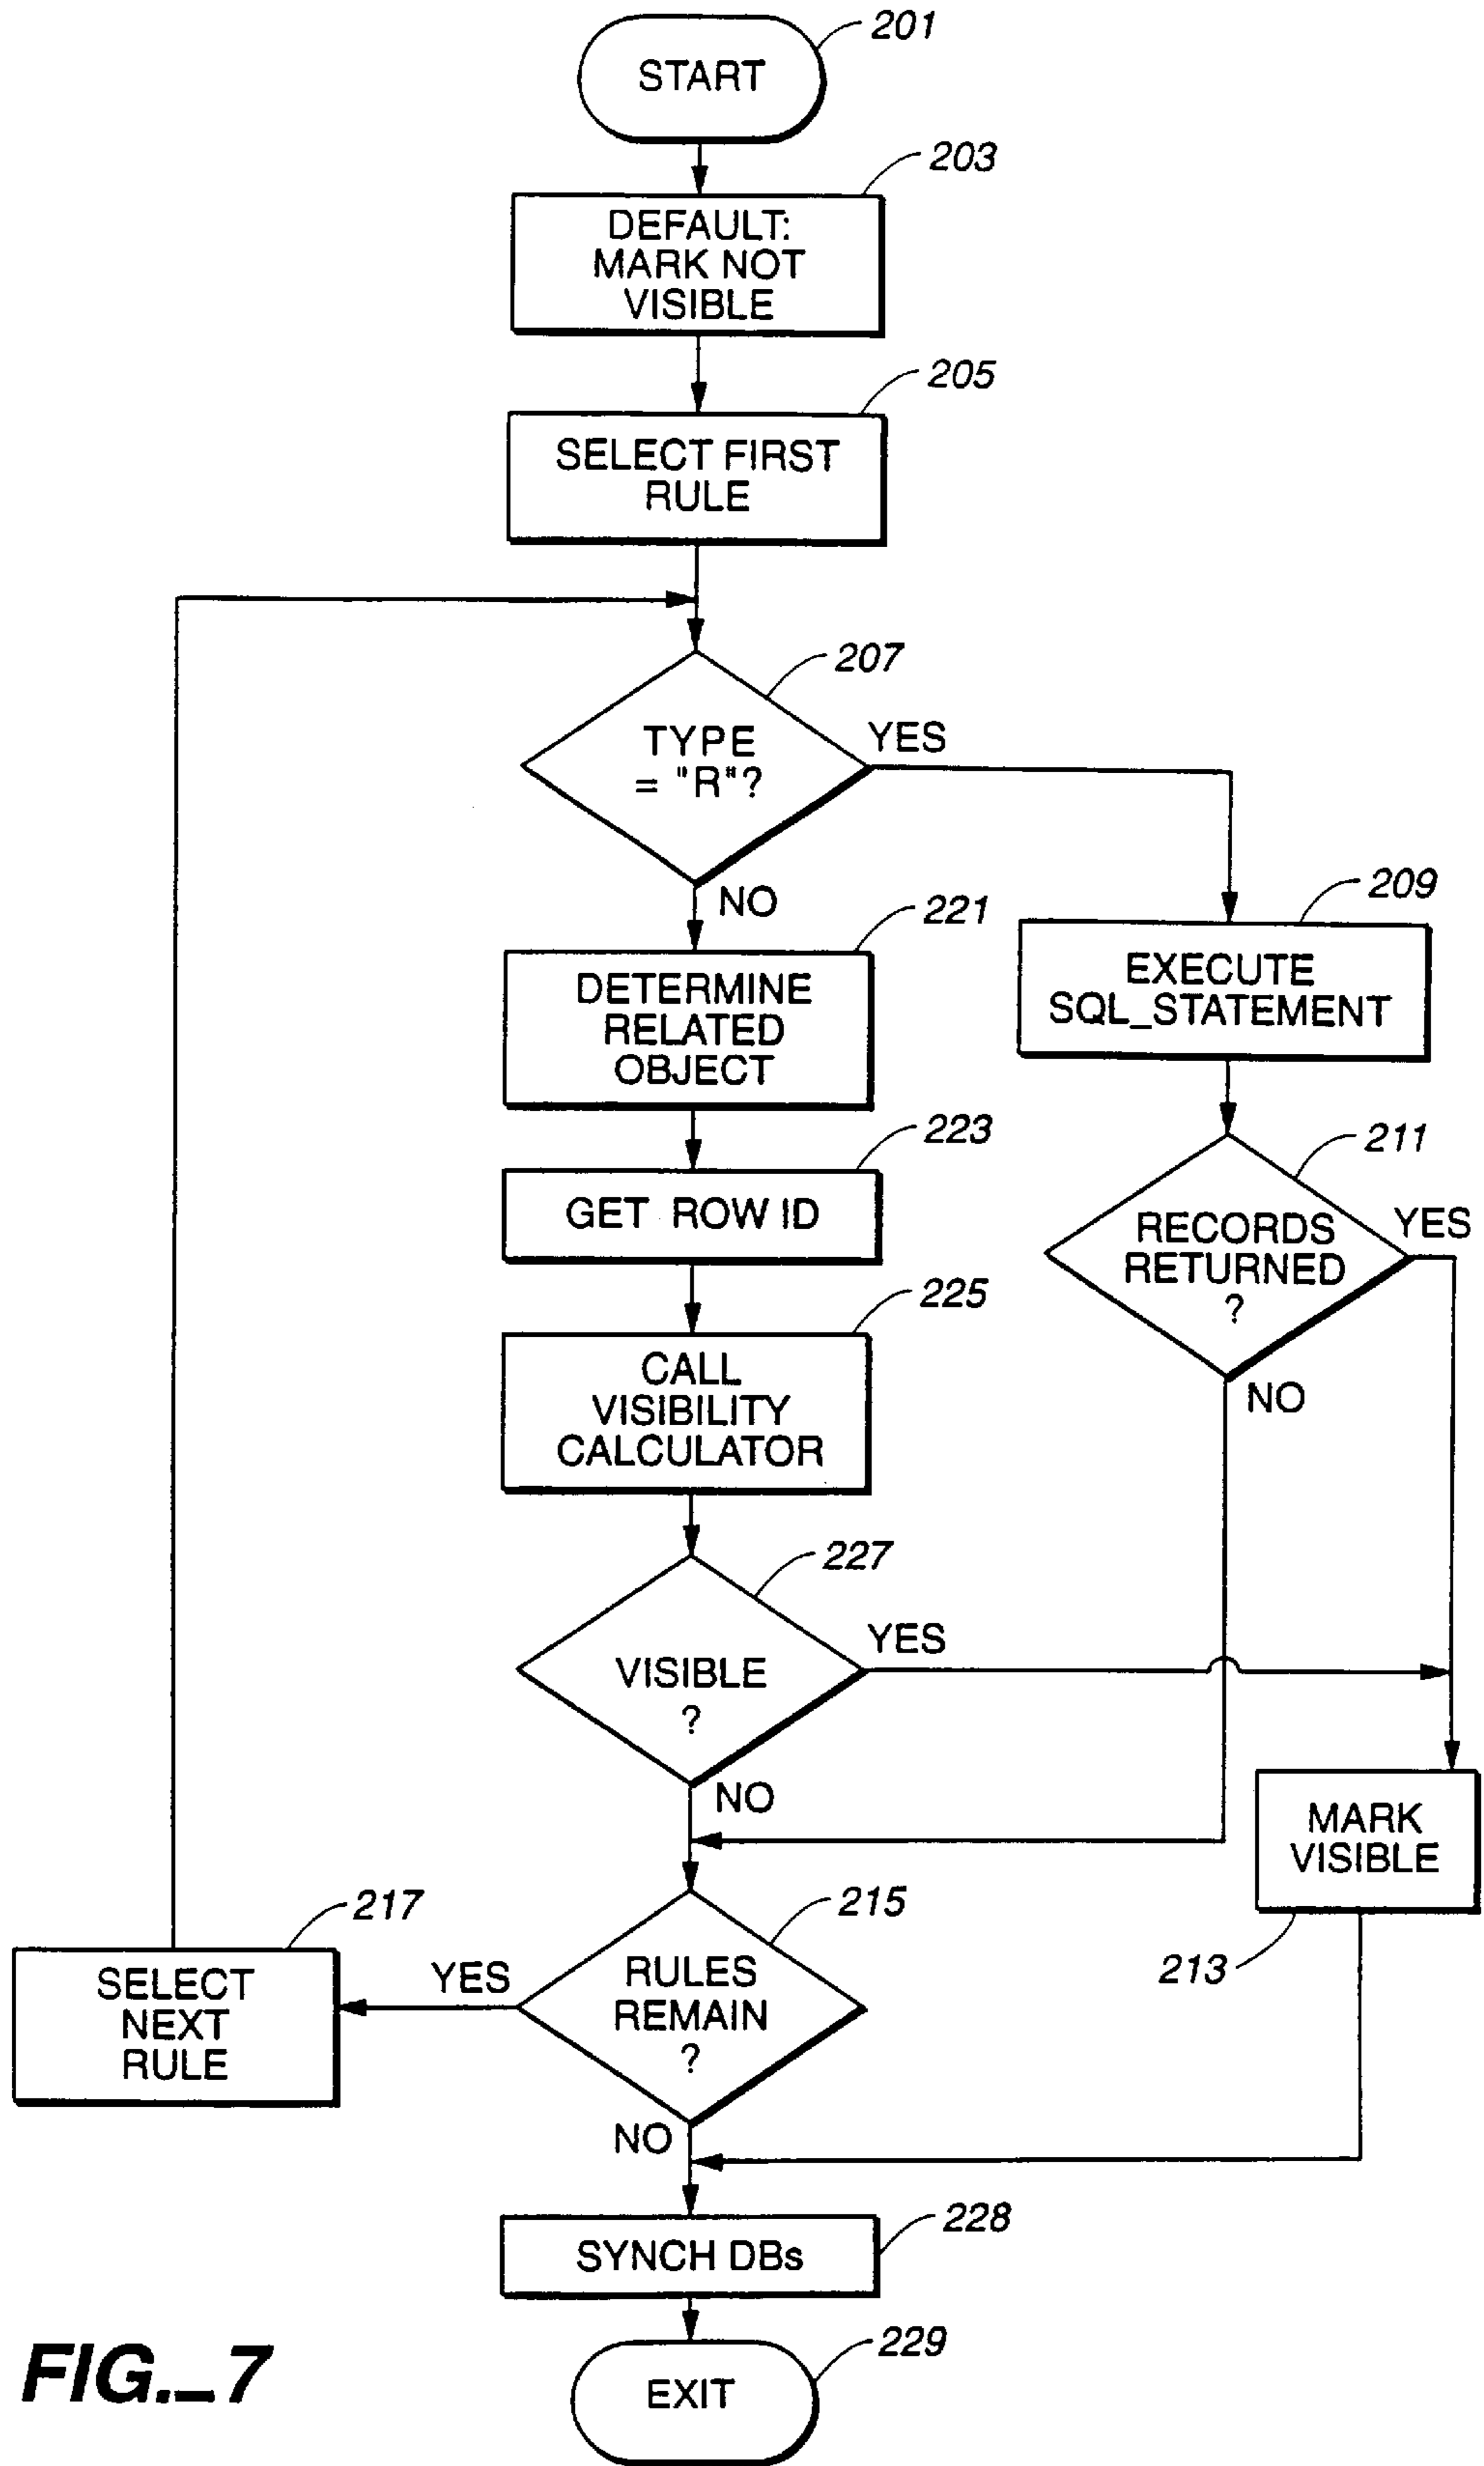 201
START
203
DEFAULT:
MARK NOT
VISIBLE
205
SELECT FIRST
RULE
207
TYPE
= "R"?
YES
NO
221
DETERMINE
RELATED
OBJECT
209
EXECUTE
SQL_STATEMENT
223
GET ROW ID
211
RECORDS
RETURNED
?
YES
NO
225
CALL
VISIBILITY
CALCULATOR
227
VISIBLE
?
YES
NO
MARK
VISIBLE
213
217
SELECT
NEXT
RULE
YES
215
RULES
REMAIN
?
NO
228
SYNCH DBs
229
EXIT
FIG._7